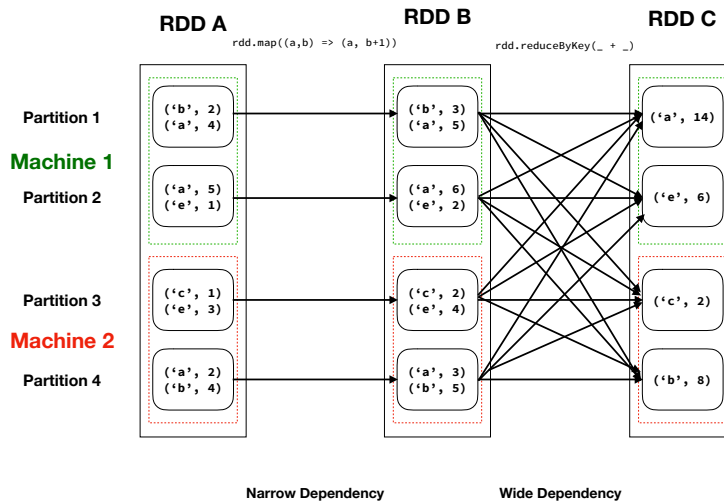 RDD A
RDD B
RDD C
rdd.map((a,b) => (a, b+1))
rdd.reduceByKey(_ + _)
Partition 1
(‘b’, 2)
(‘a’, 4)
(‘b’, 3)
(‘a’, 5)
(‘a’, 14)
Machine 1
Partition 2
(‘a’, 5)
(‘e’, 1)
(‘a’, 6)
(‘e’, 2)
(‘e’, 6)
Partition 3
(‘c’, 1)
(‘e’, 3)
(‘c’, 2)
(‘e’, 4)
(‘c’, 2)
Machine 2
Partition 4
(‘a’, 2)
(‘b’, 4)
(‘a’, 3)
(‘b’, 5)
(‘b’, 8)
Narrow Dependency
Wide Dependency